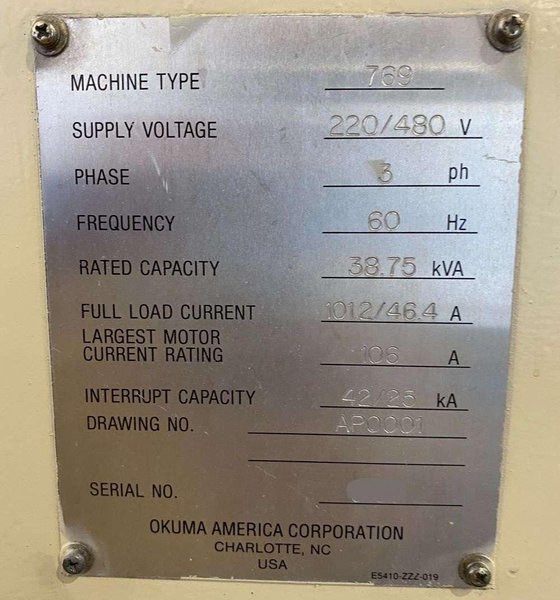 MACHINE TYPE 769
SUPPLY VOLTAGE 220/480 V
PHASE 3 ph
FREQUENCY 60 Hz
RATED CAPACITY 38.75 kVA
FULL LOAD CURRENT 1012/46.4 A
LARGEST MOTOR
CURRENT RATING 106 A
INTERRUPT CAPACITY 42/25 kA
DRAWING NO. AP0001
SERIAL NO.
OKUMA AMERICA CORPORATION
CHARLOTTE, NC
USA
E5410-ZZZ-019